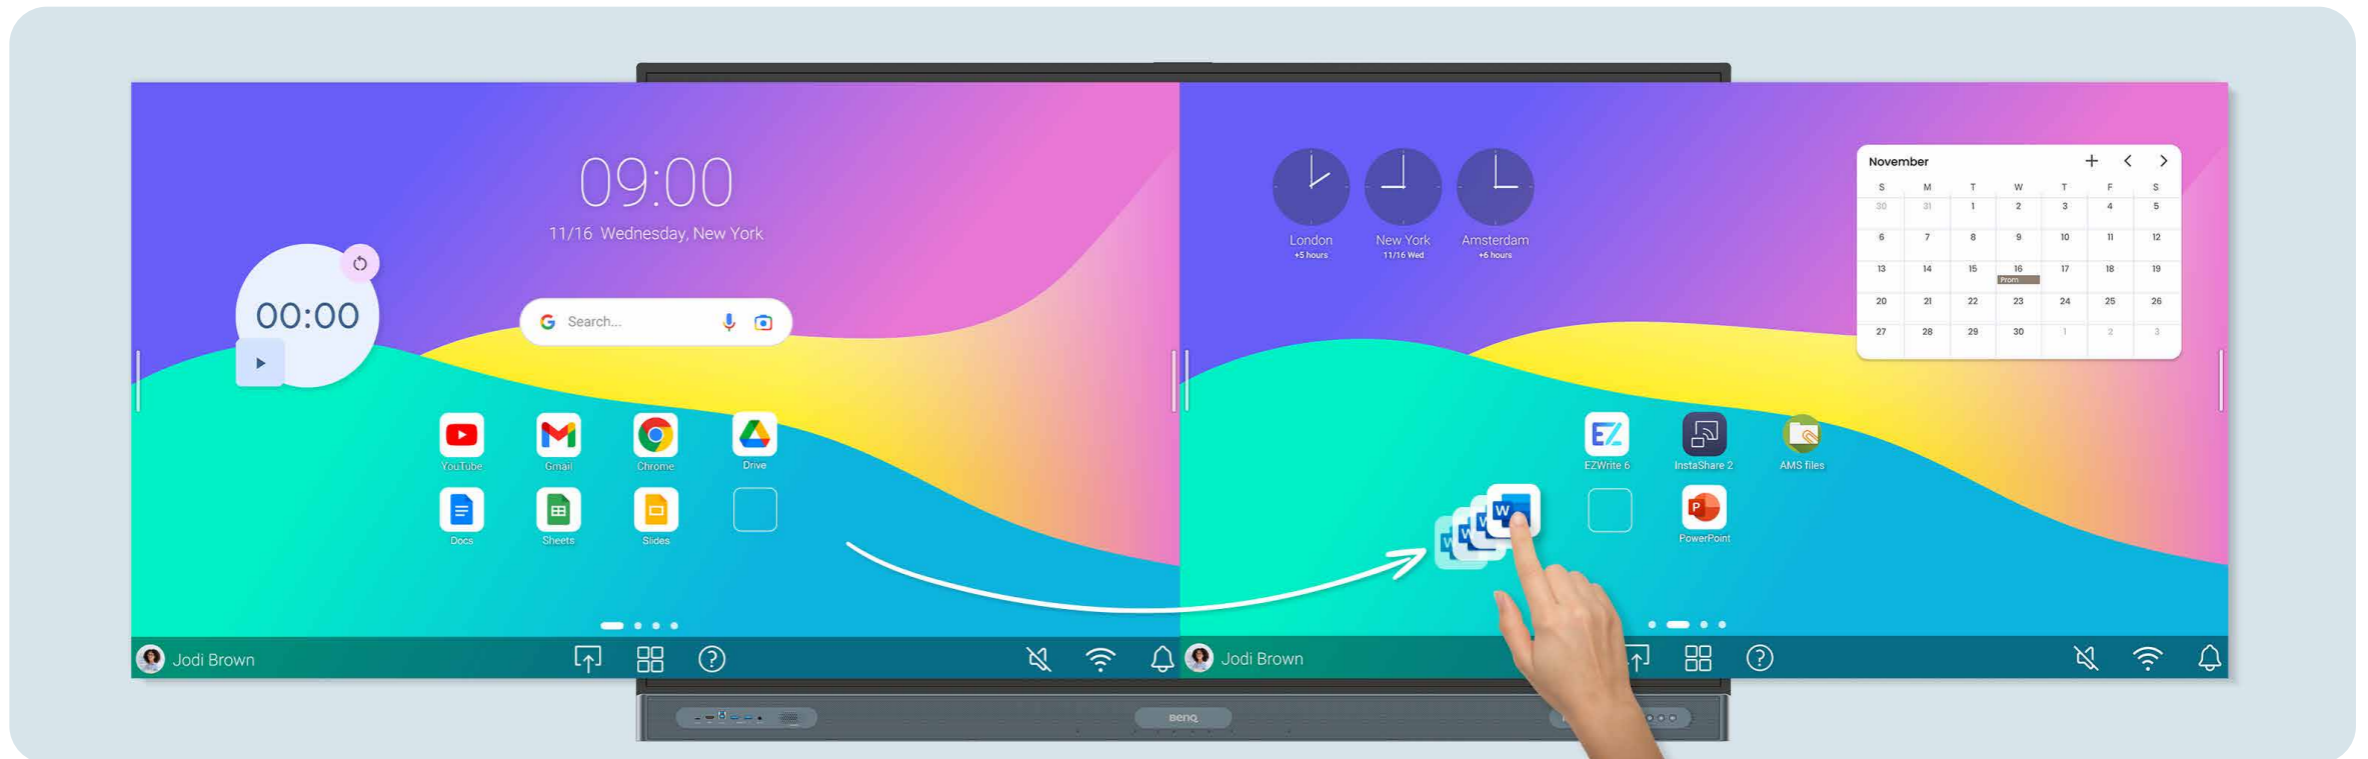 09:00
11/16 Wednesday, New York
00:00
Search...
YouTube
Gmail
Chrome
Drive
Docs
Sheets
Slides
Jodi Brown
London
+5 hours
New York
11/16 Wed
Amsterdam
+6 hours
November
S M T W T F S
30 31 1 2 3 4 5
6 7 8 9 10 11 12
13 14 15 16 17 18 19
Prom
20 21 22 23 24 25 26
27 28 29 30 1 2 3
EZ
EZWrite 6
InstaShare 2
AMS files
W
W
W
W
P
PowerPoint
Jodi Brown
BenQ